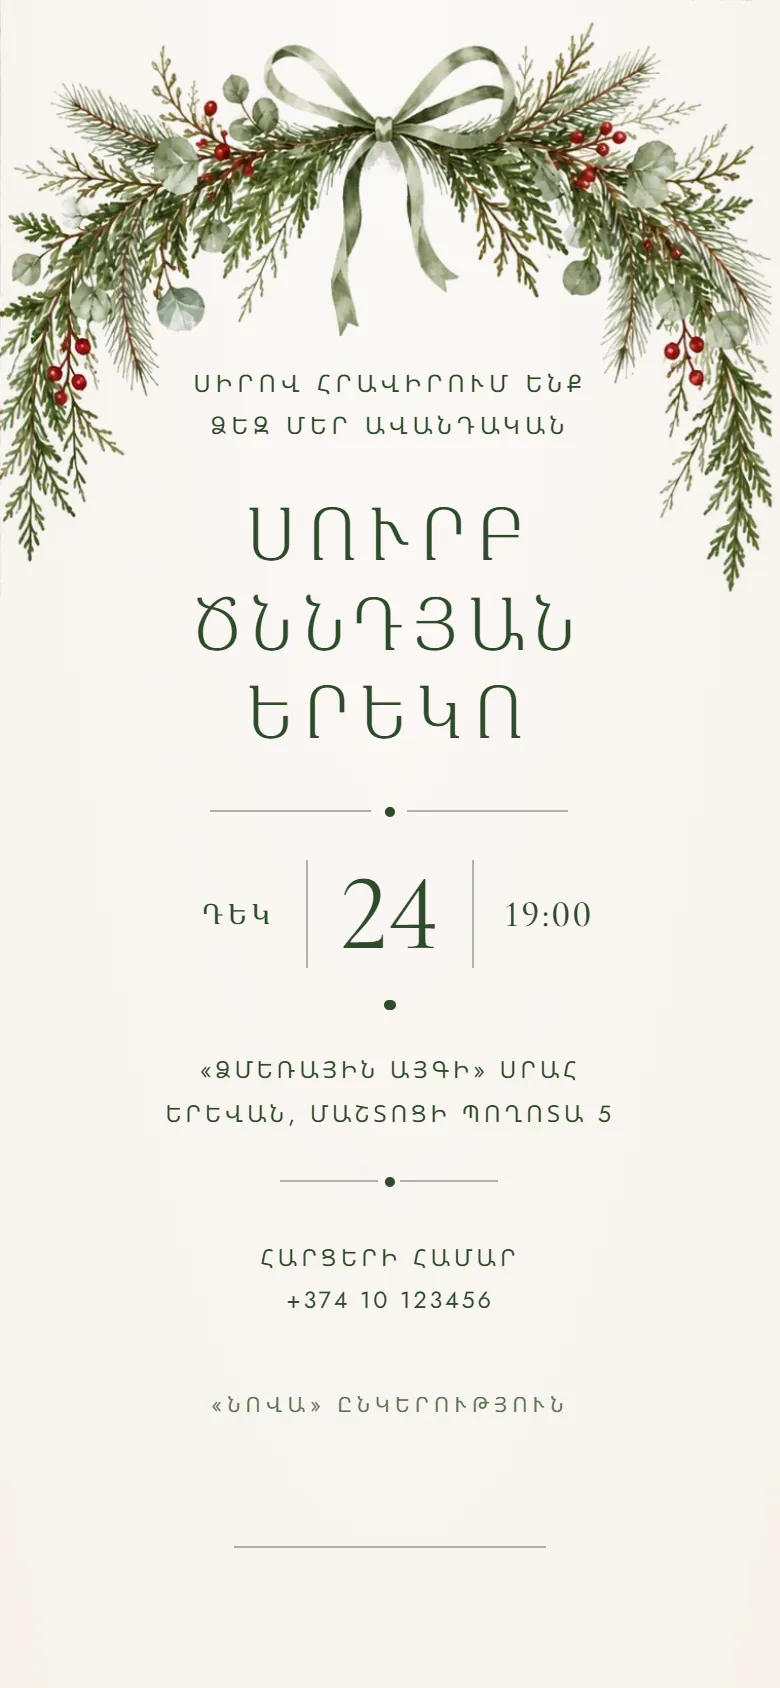 ՍԻՐՈՎ ՀՐԱՎԻՐՈՒՄ ԵՆՔ
ՁԵԶ ՄԵՐ ԱՎԱՆԴԱԿԱՆ
ՍՈՒՐԲ
ԾՆՆԴՅԱՆ
ԵՐԵԿՈ
ԴԵԿ 24 19:00
«ՁՄԵՌԱՅԻՆ ԱՅԳԻ» ՍՐԱՀ
ԵՐԵՎԱՆ, ՄԱՇՏՈՑԻ ՊՈՂՈՏԱ 5
ՀԱՐՑԵՐԻ ՀԱՄԱՐ
+374 10 123456
«ՆՈՎԱ» ԸՆԿԵՐՈՒԹՅՈՒՆ